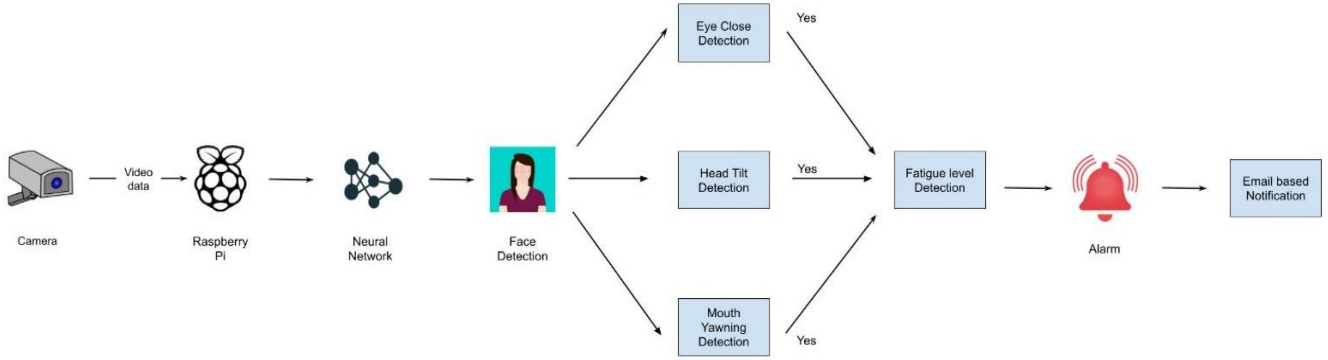 Camera
Video
data
Raspberry
Pi
Neural
Network
Face
Detection
Eye Close
Detection
Yes
Head Tilt
Detection
Yes
Mouth
Yawning
Detection
Yes
Fatigue level
Detection
Alarm
Email based
Notification